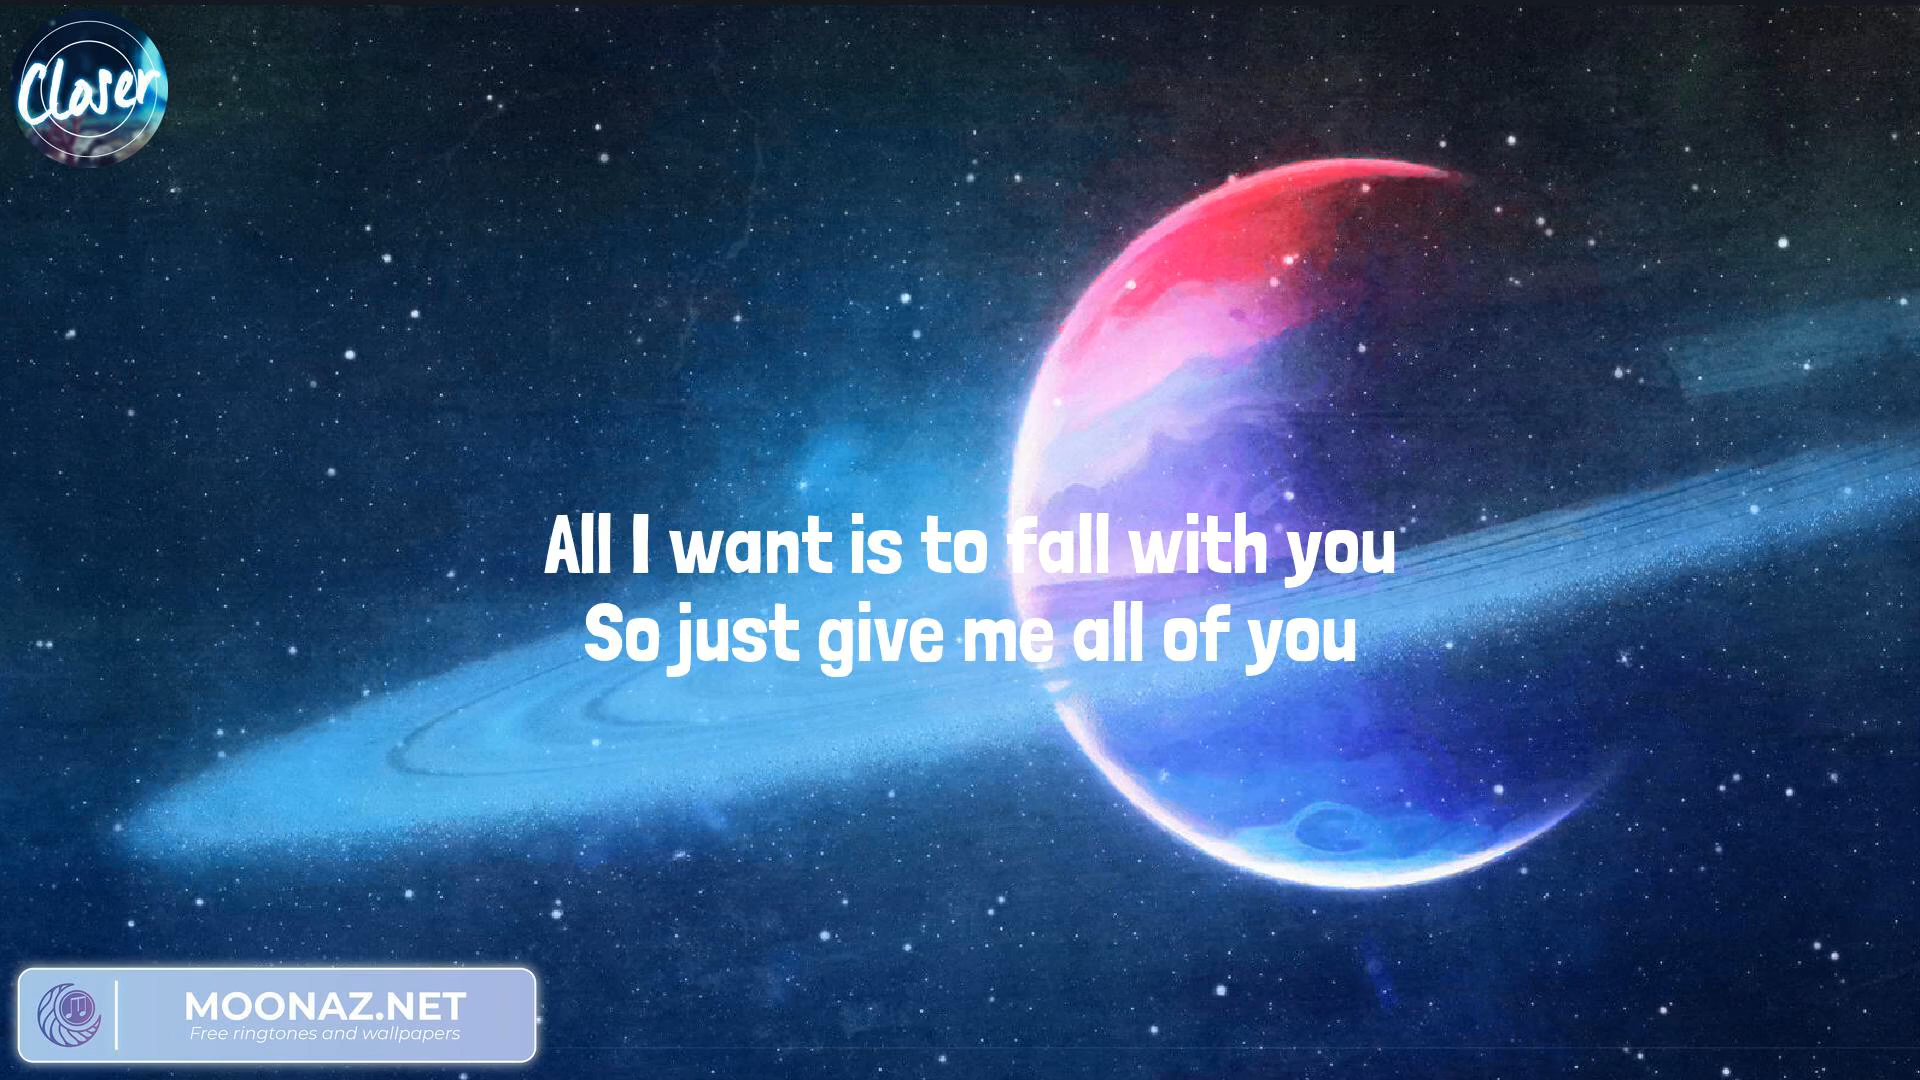 Closer
All I want is to fall with you
So just give me all of you
MOONAZ.NET
Free ringtones and wallpapers